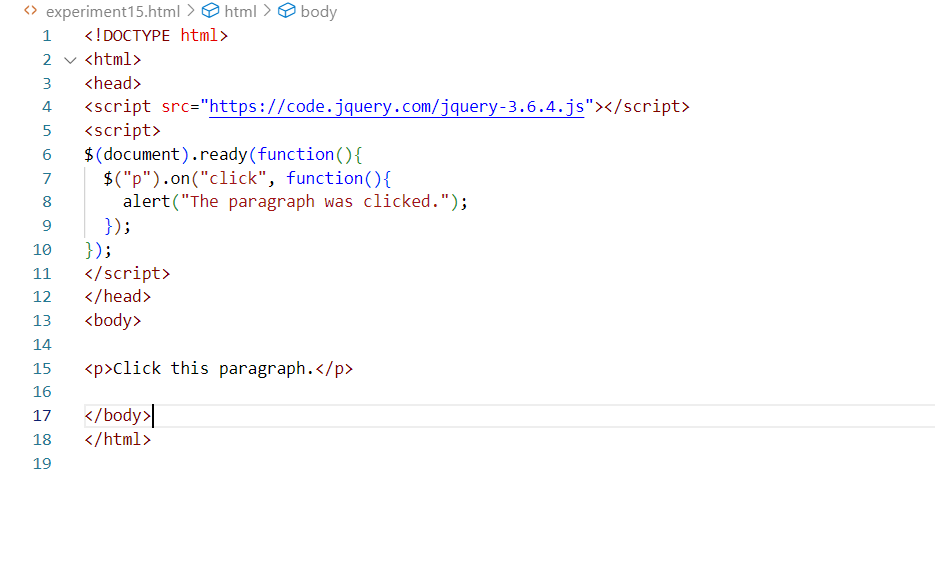 experiment15.html > html > body
1 <!DOCTYPE html>
2 <html>
3 <head>
4 <script src="https://code.jquery.com/jquery-3.6.4.js"></script>
5 <script>
6 $(document).ready(function(){
7   $("p").on("click", function(){
8     alert("The paragraph was clicked.");
9   });
10 });
11 </script>
12 </head>
13 <body>
14
15 <p>Click this paragraph.</p>
16
17 </body>
18 </html>
19